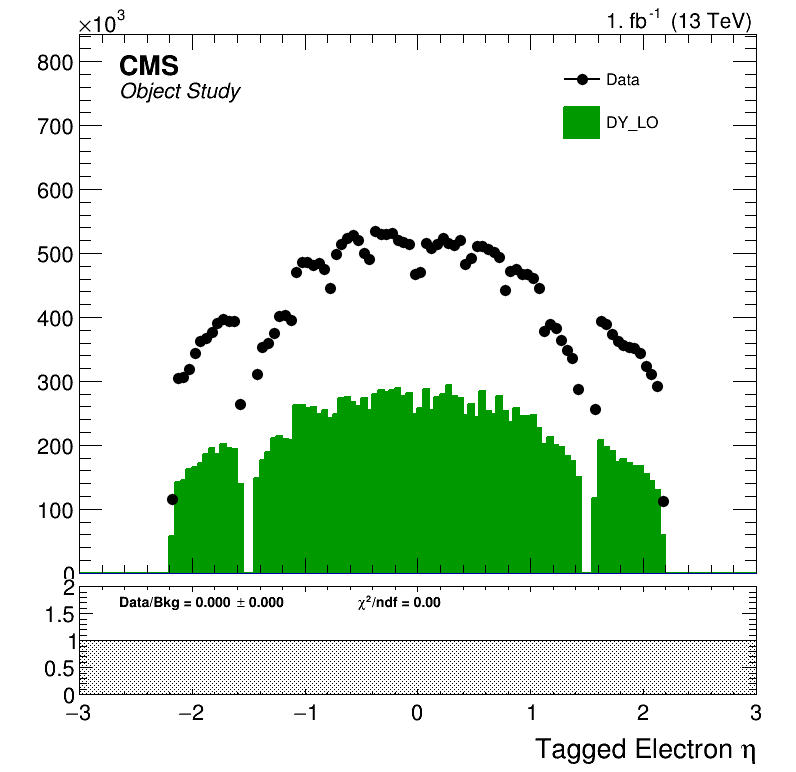 ×10³
1. fb⁻¹ (13 TeV)
CMS
Object Study
Data
DY_LO
800
700
600
500
400
300
200
100
0
2
1.5
1
0.5
0
Data/Bkg = 0.000 ± 0.000
χ²/ndf = 0.00
−3 −2 −1 0 1 2 3
Tagged Electron η